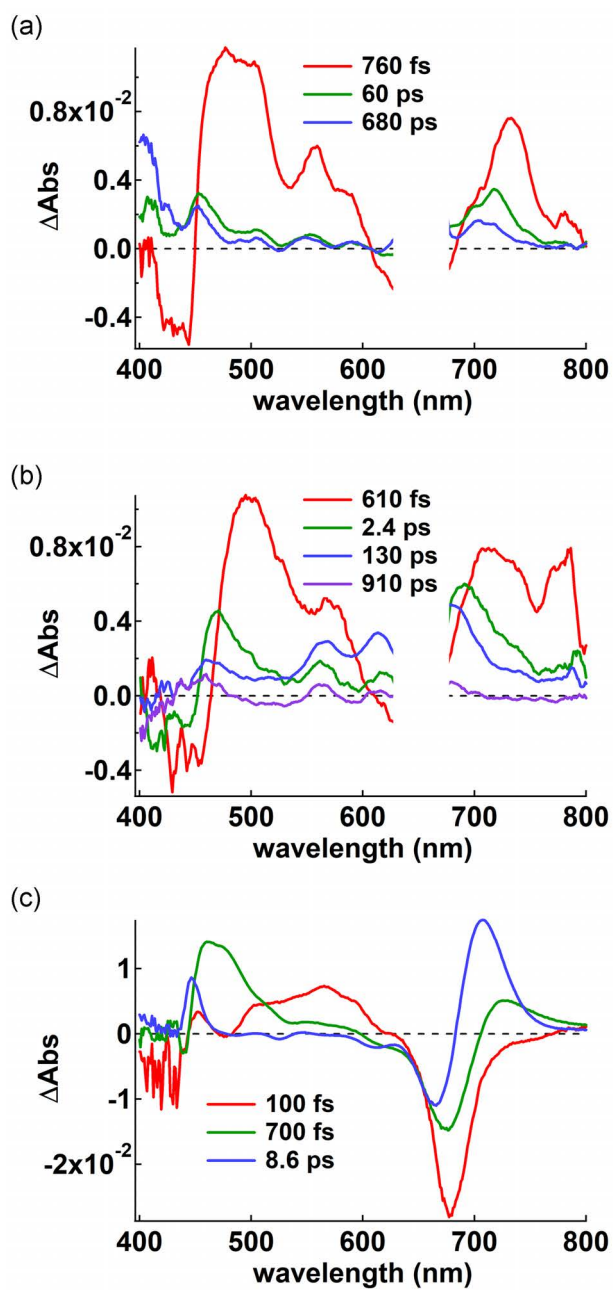 (a)
760 fs
60 ps
680 ps
0.8x10-2
0.4
0.0
-0.4
ΔAbs
400 500 600 700 800
wavelength (nm)
(b)
610 fs
2.4 ps
130 ps
910 ps
0.8x10-2
0.4
0.0
-0.4
ΔAbs
400 500 600 700 800
wavelength (nm)
(c)
1
0
-1
-2x10-2
ΔAbs
100 fs
700 fs
8.6 ps
400 500 600 700 800
wavelength (nm)